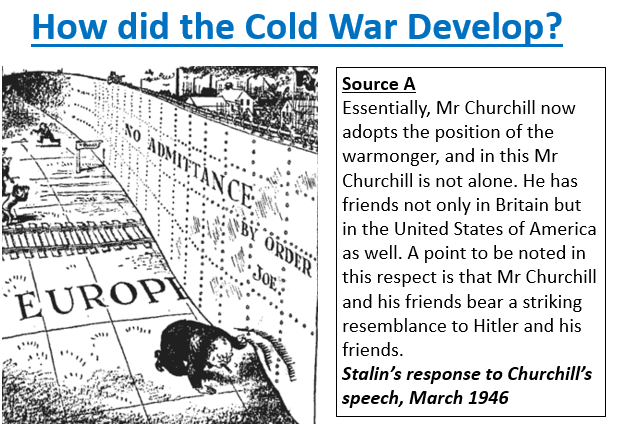 How did the Cold War Develop?
NO ADMITTANCE
BY ORDER
JOE
EUROPE
Source A
Essentially, Mr Churchill now
adopts the position of the
warmonger, and in this Mr
Churchill is not alone. He has
friends not only in Britain but
in the United States of America
as well. A point to be noted in
this respect is that Mr Churchill
and his friends bear a striking
resemblance to Hitler and his
friends.
Stalin's response to Churchill's
speech, March 1946